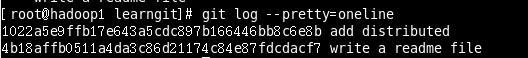 [root@hadoop1 learngit]# git log --pretty=oneline
1022a5e9ffb17e643a5cdc897b166446bb8c6e8b add distributed
4b18affb0511a4da3c86d21174c84e87fdcdacf7 write a readme file